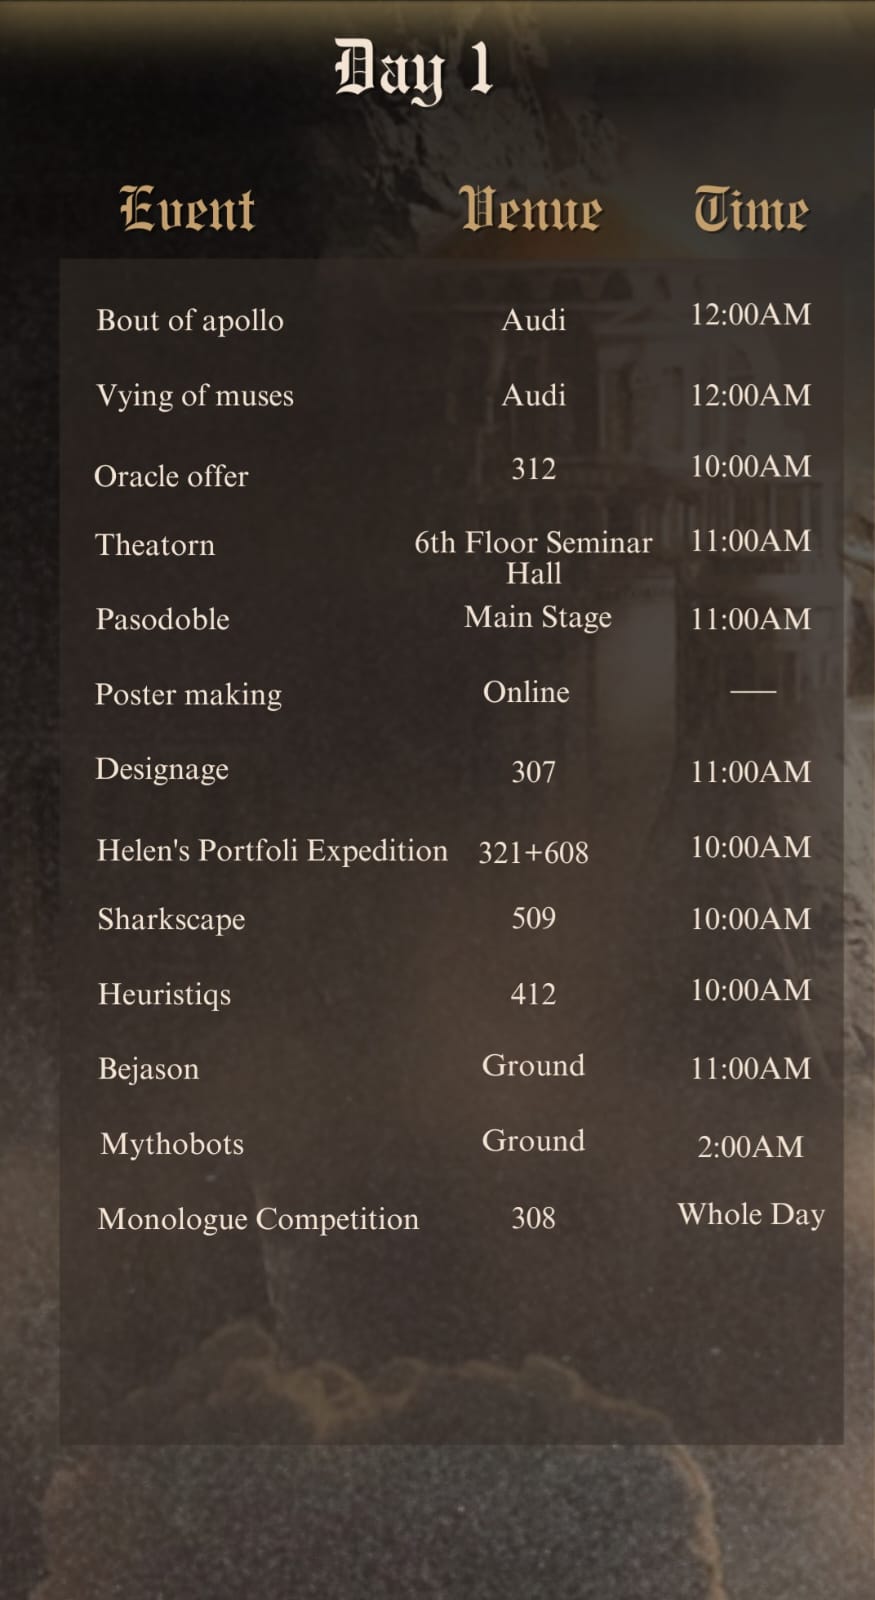 Day 1
Event Venue Time
Bout of apollo Audi 12:00AM
Vying of muses Audi 12:00AM
Oracle offer 312 10:00AM
Theatorn 6th Floor Seminar 11:00AM
Hall
Pasodoble Main Stage 11:00AM
Poster making Online —
Designage 307 11:00AM
Helen's Portfoli Expedition 321+608 10:00AM
Sharkscape 509 10:00AM
Heuristiqs 412 10:00AM
Bejason Ground 11:00AM
Mythobots Ground 2:00AM
Monologue Competition 308 Whole Day